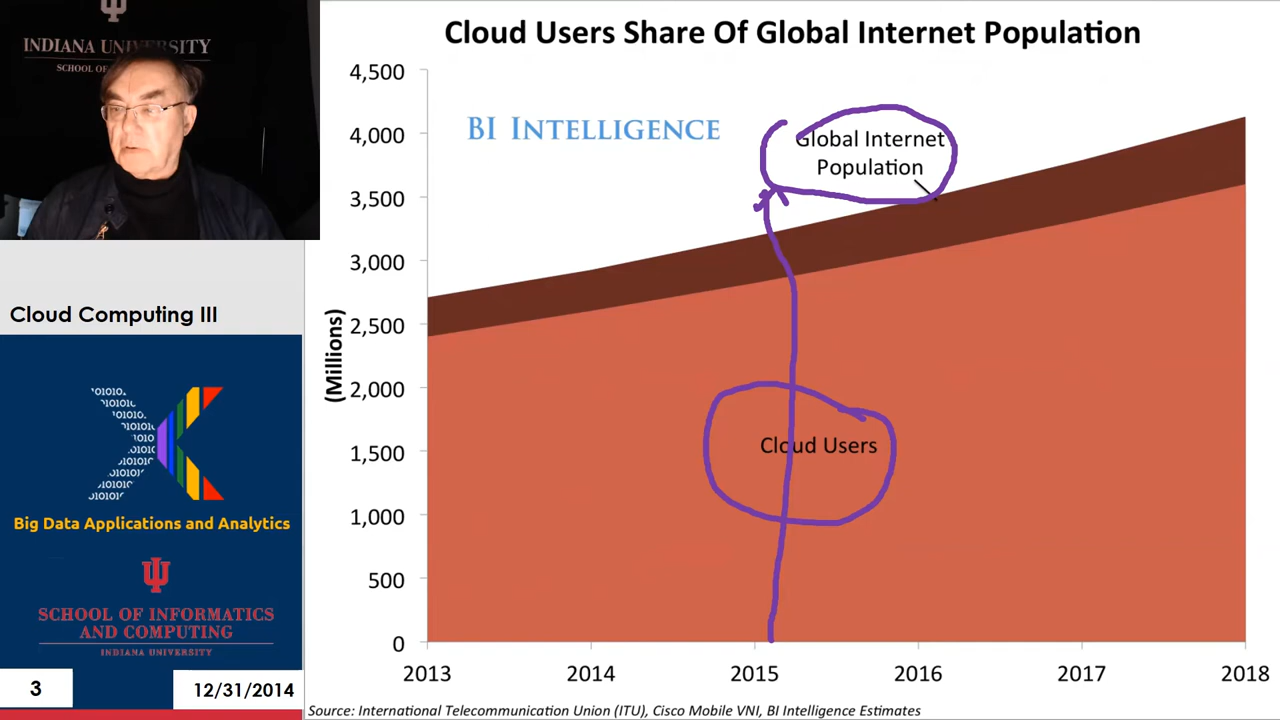 INDIANA UNIVERSITY
SCHOOL OF
Cloud Computing III
Big Data Applications and Analytics
SCHOOL OF INFORMATICS
AND COMPUTING
INDIANA UNIVERSITY
3
12/31/2014
Cloud Users Share Of Global Internet Population
BI INTELLIGENCE
Global Internet
Population
Cloud Users
(Millions)
4,500
4,000
3,500
3,000
2,500
2,000
1,500
1,000
500
0
2013 2014 2015 2016 2017 2018
Source: International Telecommunication Union (ITU), Cisco Mobile VNI, BI Intelligence Estimates